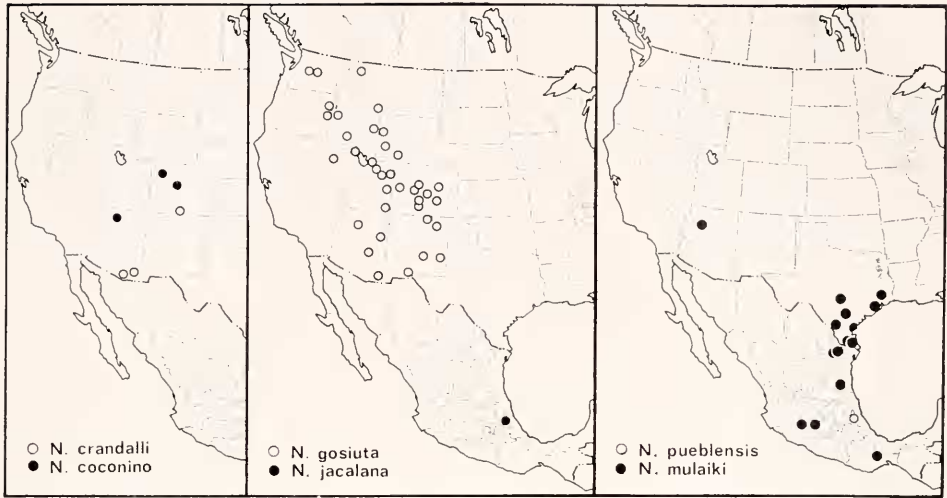 ○ N. crandalli
● N. coconino
○ N. gosiuta
● N. jacalana
○ N. pueblensis
● N. mulaiki